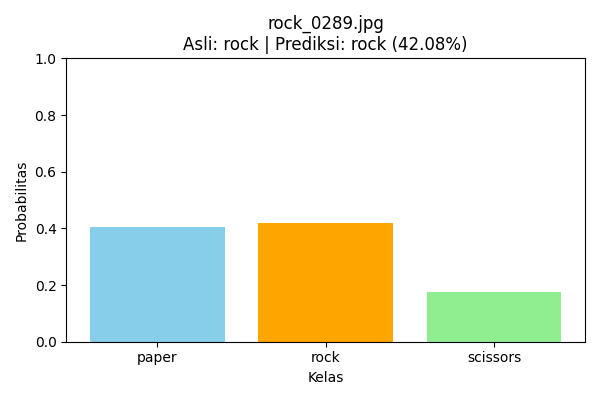 rock_0289.jpg
Asli: rock | Prediksi: rock (42.08%)
1.0
0.8
0.6
0.4
0.2
0.0
Probabilitas
paper rock scissors
Kelas